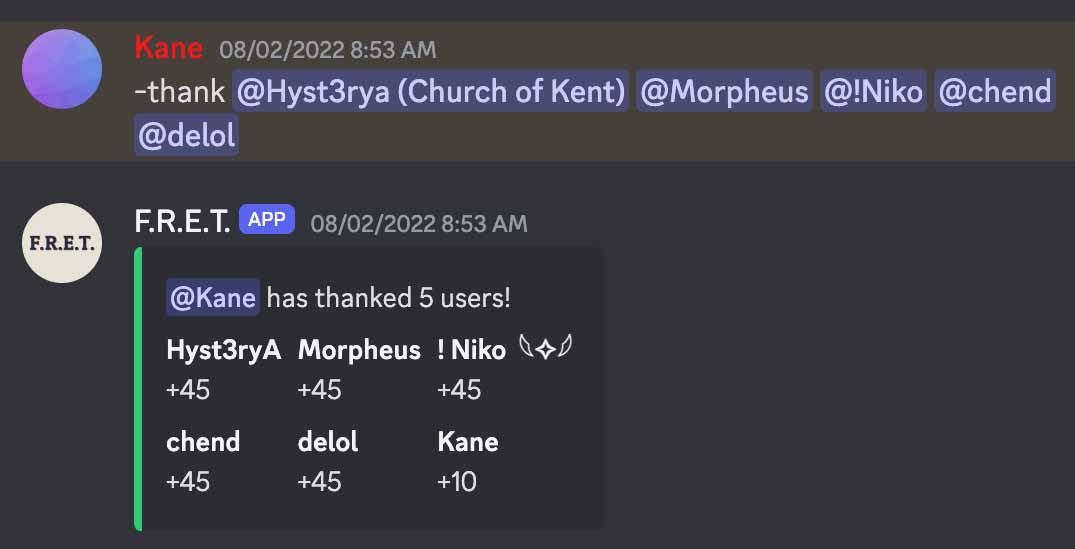 Kane 08/02/2022 8:53 AM
-thank @Hyst3rya (Church of Kent) @Morpheus @!Niko @chend
@delol
F.R.E.T. F.R.E.T. APP 08/02/2022 8:53 AM
@Kane has thanked 5 users!
Hyst3ryA Morpheus ! Niko
+45 +45 +45
chend delol Kane
+45 +45 +10